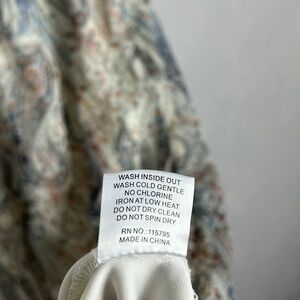 WASH INSIDE OUT
WASH COLD GENTLE
NO CHLORINE
IRON AT LOW HEAT
DO NOT DRY CLEAN
DO NOT SPIN DRY
RN NO.:115795
MADE IN CHINA